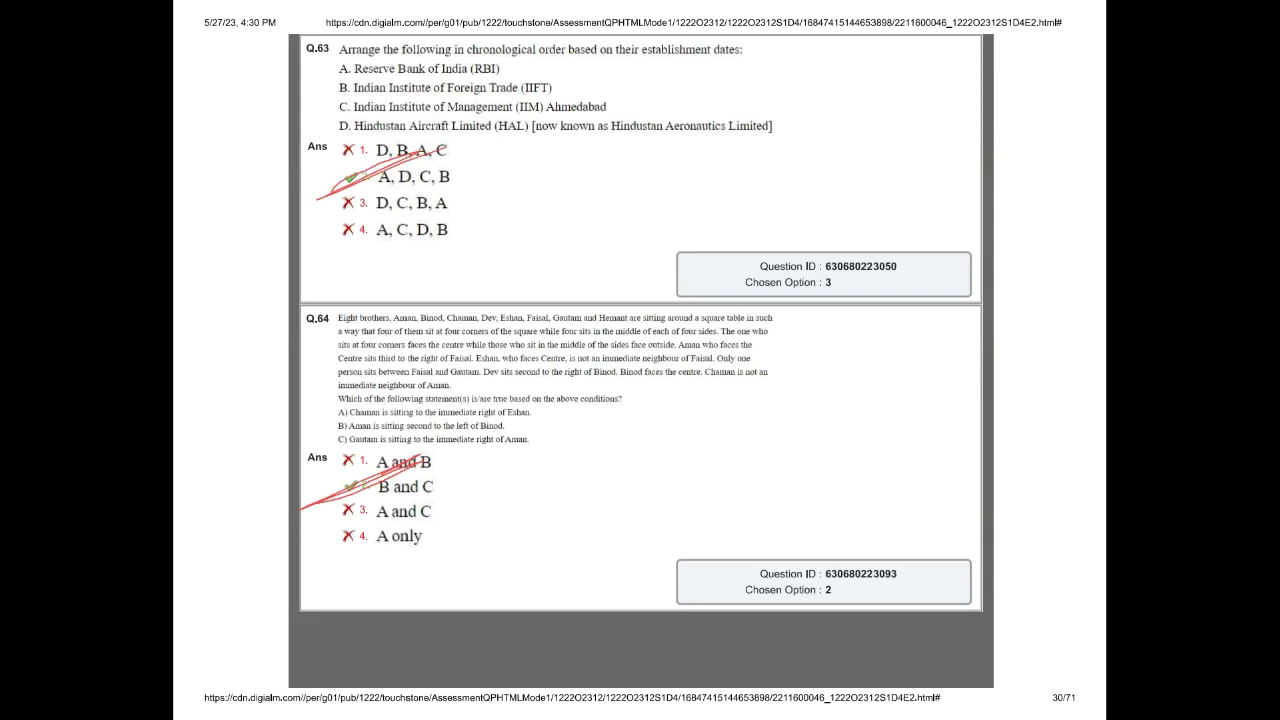 5/27/23, 4:30 PM https://cdn.digialm.com//per/g01/pub/1222/touchstone/AssessmentQPHTMLMode1/1222O2312/1222O2312S1D4/16847415144653898/2211600046_1222O2312S1D4E2.html#
Q.63 Arrange the following in chronological order based on their establishment dates:
A. Reserve Bank of India (RBI)
B. Indian Institute of Foreign Trade (IIFT)
C. Indian Institute of Management (IIM) Ahmedabad
D. Hindustan Aircraft Limited (HAL) [now known as Hindustan Aeronautics Limited]
Ans 1. D, B, A, C
A, D, C, B
3. D, C, B, A
4. A, C, D, B
Question ID : 630680223050
Chosen Option : 3
Q.64 Eight brothers, Aman, Binod, Chaman, Dev, Eshan, Faisal, Gautam and Hemant are sitting around a square table in such
a way that four of them sit at four corners of the square while four sits in the middle of each of four sides. The one who
sits at four corners faces the centre while those who sit in the middle of the sides face outside. Aman who faces the
Centre sits third to the right of Faisal. Eshan, who faces Centre, is not an immediate neighbour of Faisal. Only one
person sits between Faisal and Gautam. Dev sits second to the right of Binod. Binod faces the centre. Chaman is not an
immediate neighbour of Aman.
Which of the following statement(s) is/are true based on the above conditions?
A) Chaman is sitting to the immediate right of Eshan.
B) Aman is sitting second to the left of Binod.
C) Gautam is sitting to the immediate right of Aman.
Ans 1. A and B
B and C
3. A and C
4. A only
Question ID : 630680223093
Chosen Option : 2
https://cdn.digialm.com//per/g01/pub/1222/touchstone/AssessmentQPHTMLMode1/1222O2312/1222O2312S1D4/16847415144653898/2211600046_1222O2312S1D4E2.html# 30/71